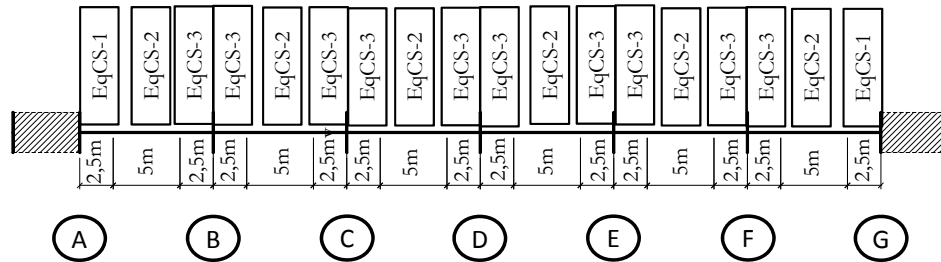 EqCS-1 EqCS-2 EqCS-3 EqCS-3 EqCS-2 EqCS-3 EqCS-3 EqCS-2 EqCS-3 EqCS-3 EqCS-2 EqCS-3 EqCS-3 EqCS-2 EqCS-3 EqCS-3 EqCS-2 EqCS-1
2,5m 5m 2,5m 2,5m 5m 2,5m 2,5m 5m 2,5m 2,5m 5m 2,5m 2,5m 5m 2,5m 2,5m 5m 2,5m
A B C D E F G